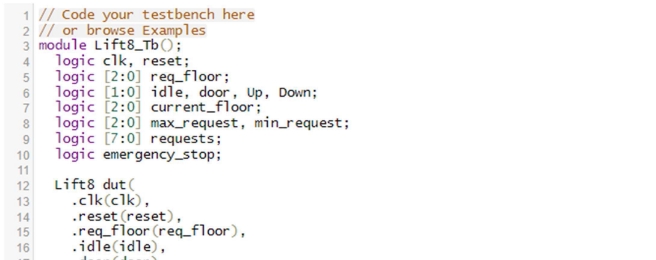 1 // Code your testbench here
2 // or browse Examples
3 module Lift8_Tb();
4 logic clk, reset;
5 logic [2:0] req_floor;
6 logic [1:0] idle, door, Up, Down;
7 logic [2:0] current_floor;
8 logic [2:0] max_request, min_request;
9 logic [7:0] requests;
10 logic emergency_stop;
11
12 Lift8 dut(
13 .clk(clk),
14 .reset(reset),
15 .req_floor(req_floor),
16 .idle(idle),